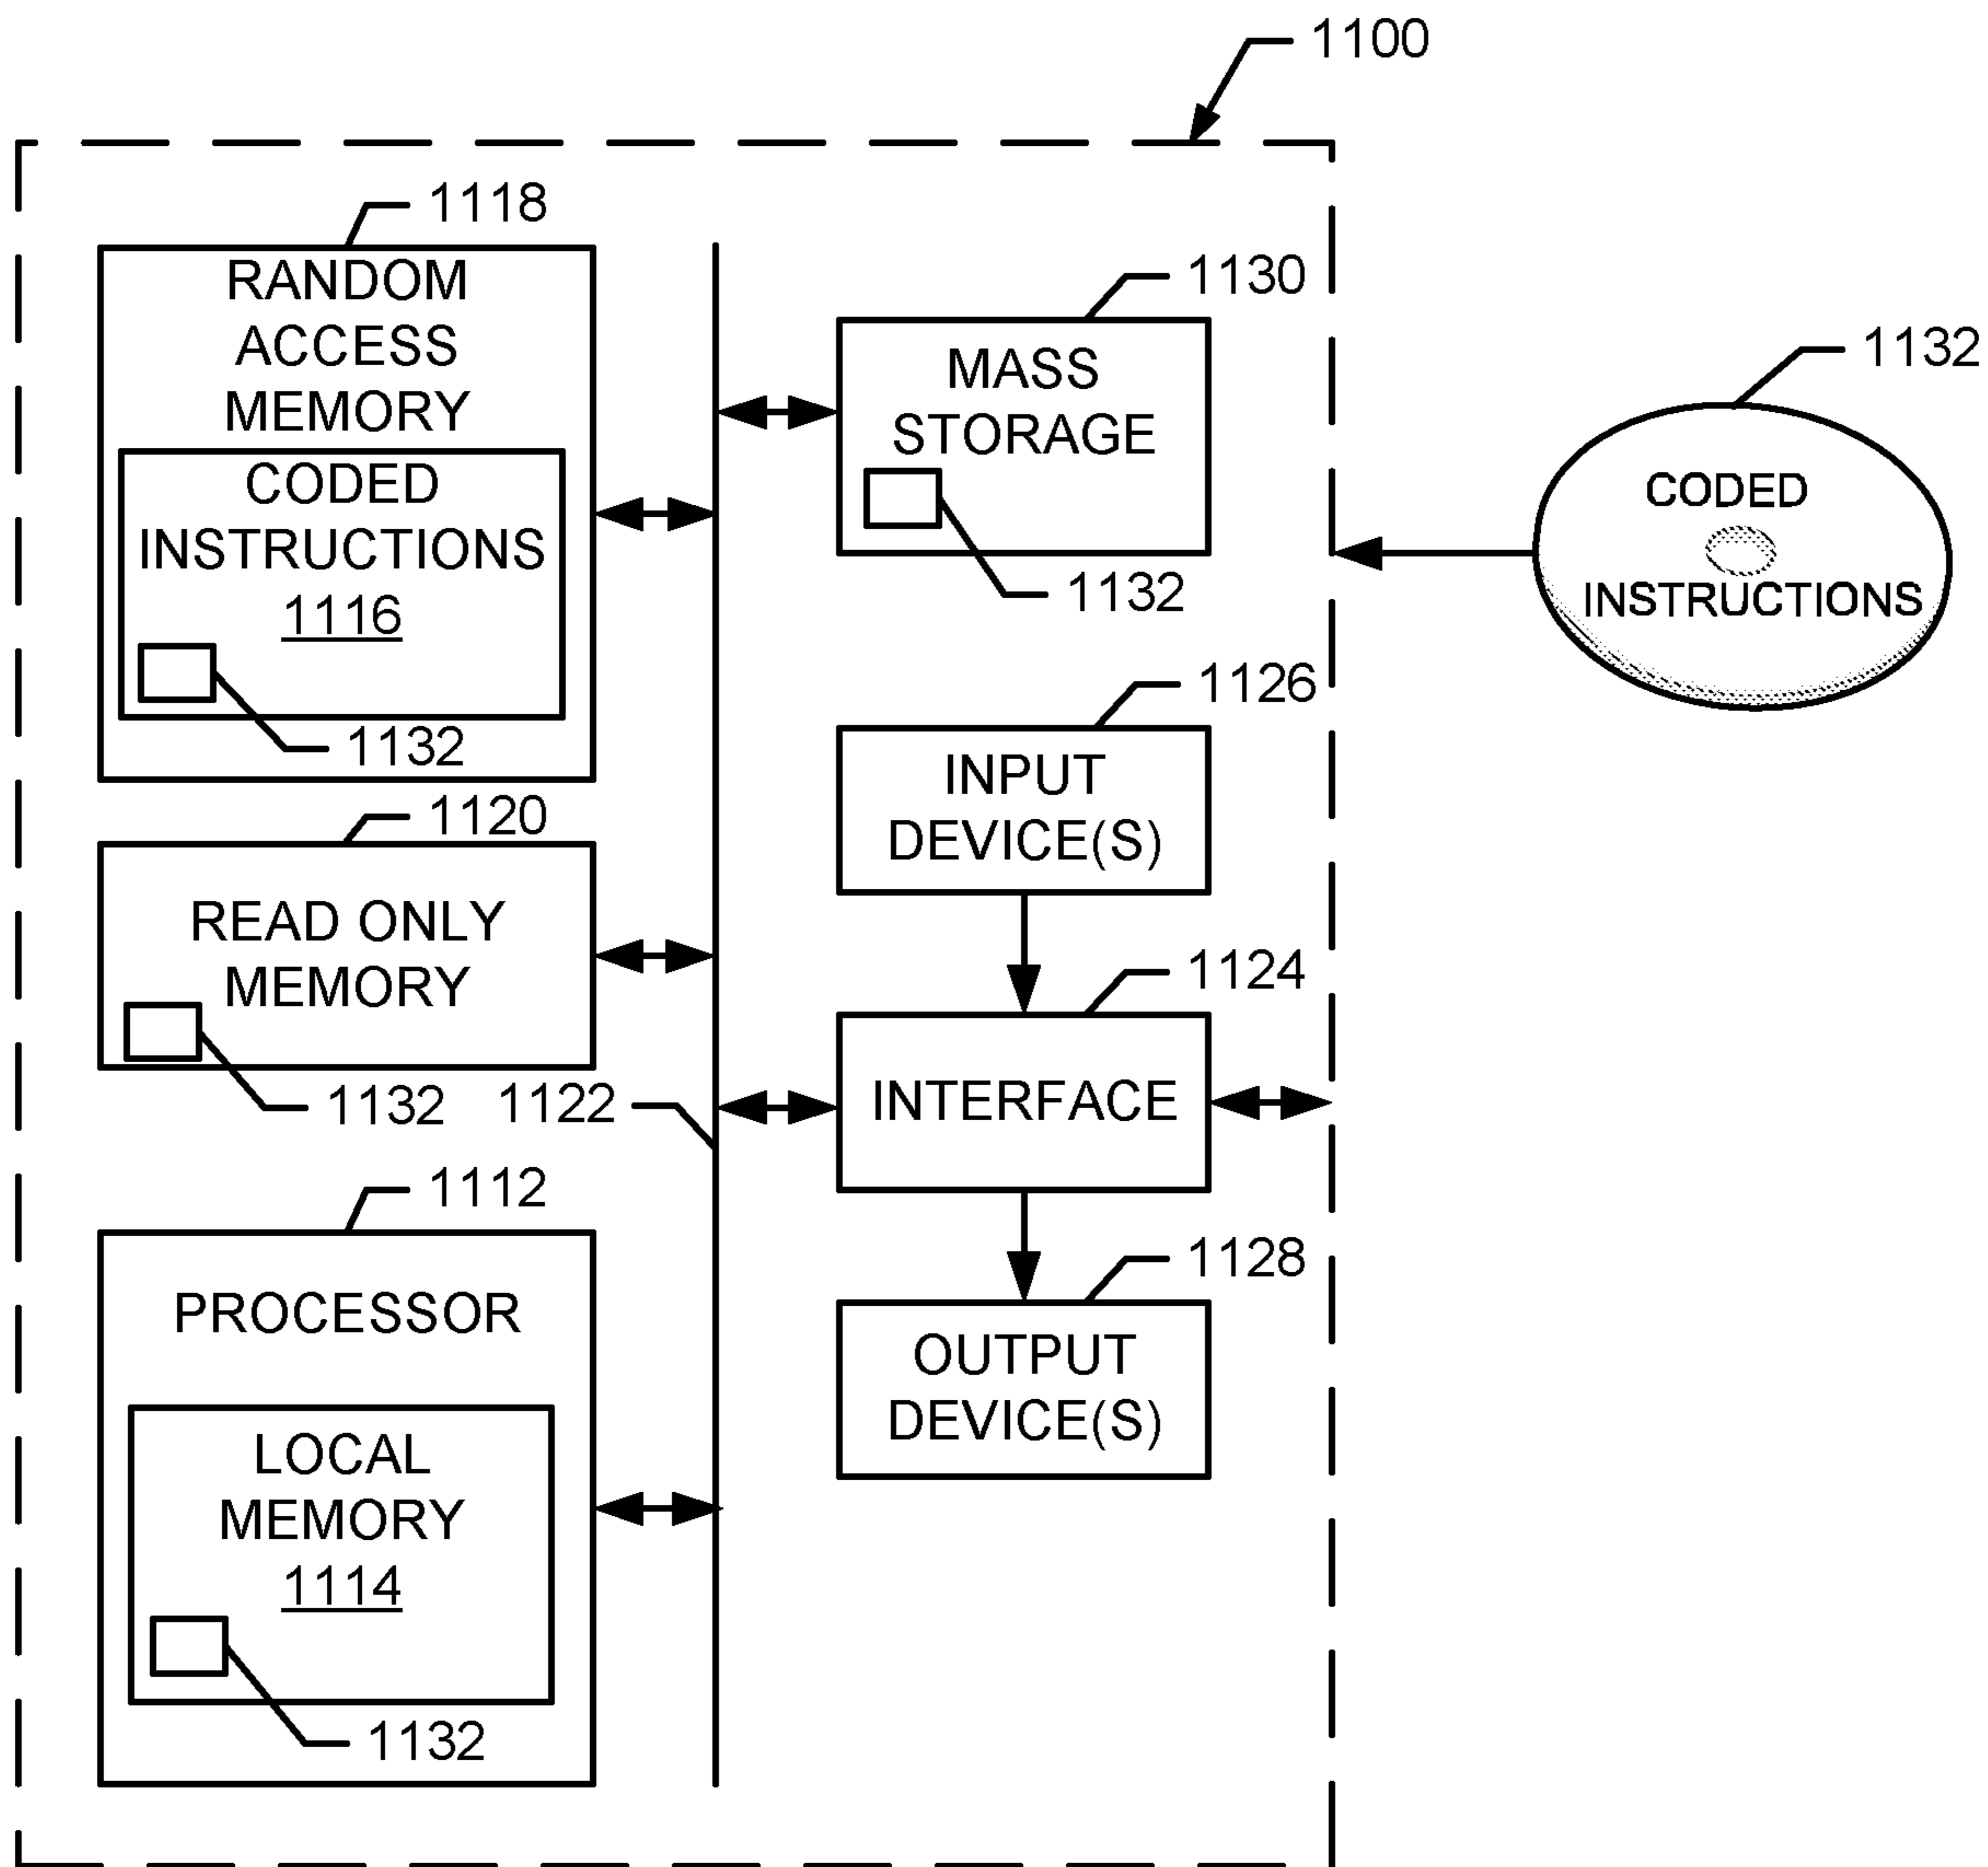 1100
1118
RANDOM
ACCESS
MEMORY
CODED
INSTRUCTIONS
1116
1132
1130
MASS
STORAGE
1132
1132
CODED
INSTRUCTIONS
1126
INPUT
DEVICE(S)
1120
READ ONLY
MEMORY
1132
1122
1124
INTERFACE
1112
PROCESSOR
LOCAL
MEMORY
1114
1132
1128
OUTPUT
DEVICE(S)